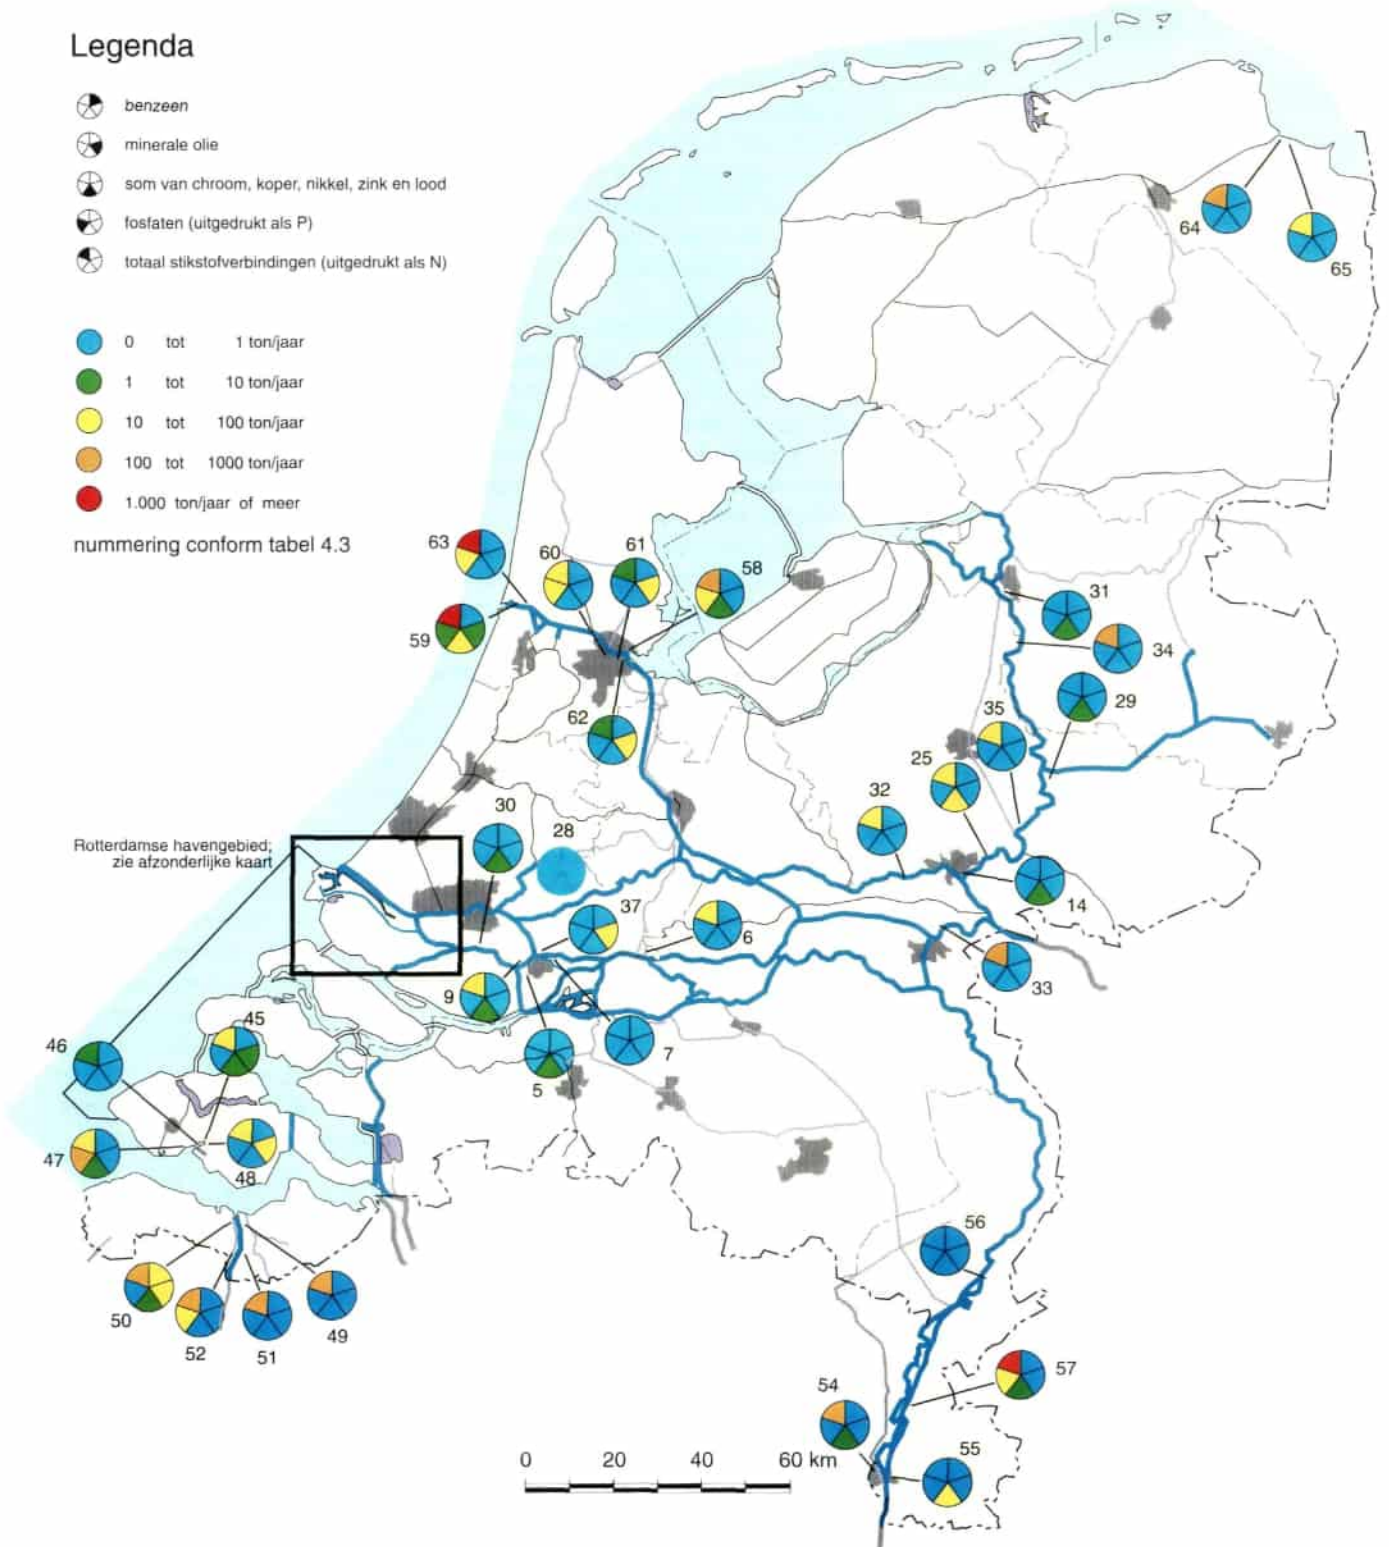 Legenda
benzeen
minerale olie
som van chroom, koper, nikkel, zink en lood
fosfaten (uitgedrukt als P)
totaal stikstofverbindingen (uitgedrukt als N)
0 tot 1 ton/jaar
1 tot 10 ton/jaar
10 tot 100 ton/jaar
100 tot 1000 ton/jaar
1.000 ton/jaar of meer
nummering conform tabel 4.3
64
65
63
60
61
58
59
31
34
29
62
35
25
32
30
28
Rotterdamse havengebied;
zie afzonderlijke kaart
14
37
6
9
33
45
46
7
5
47
48
56
50
49
52
51
57
54
55
0 20 40 60 km